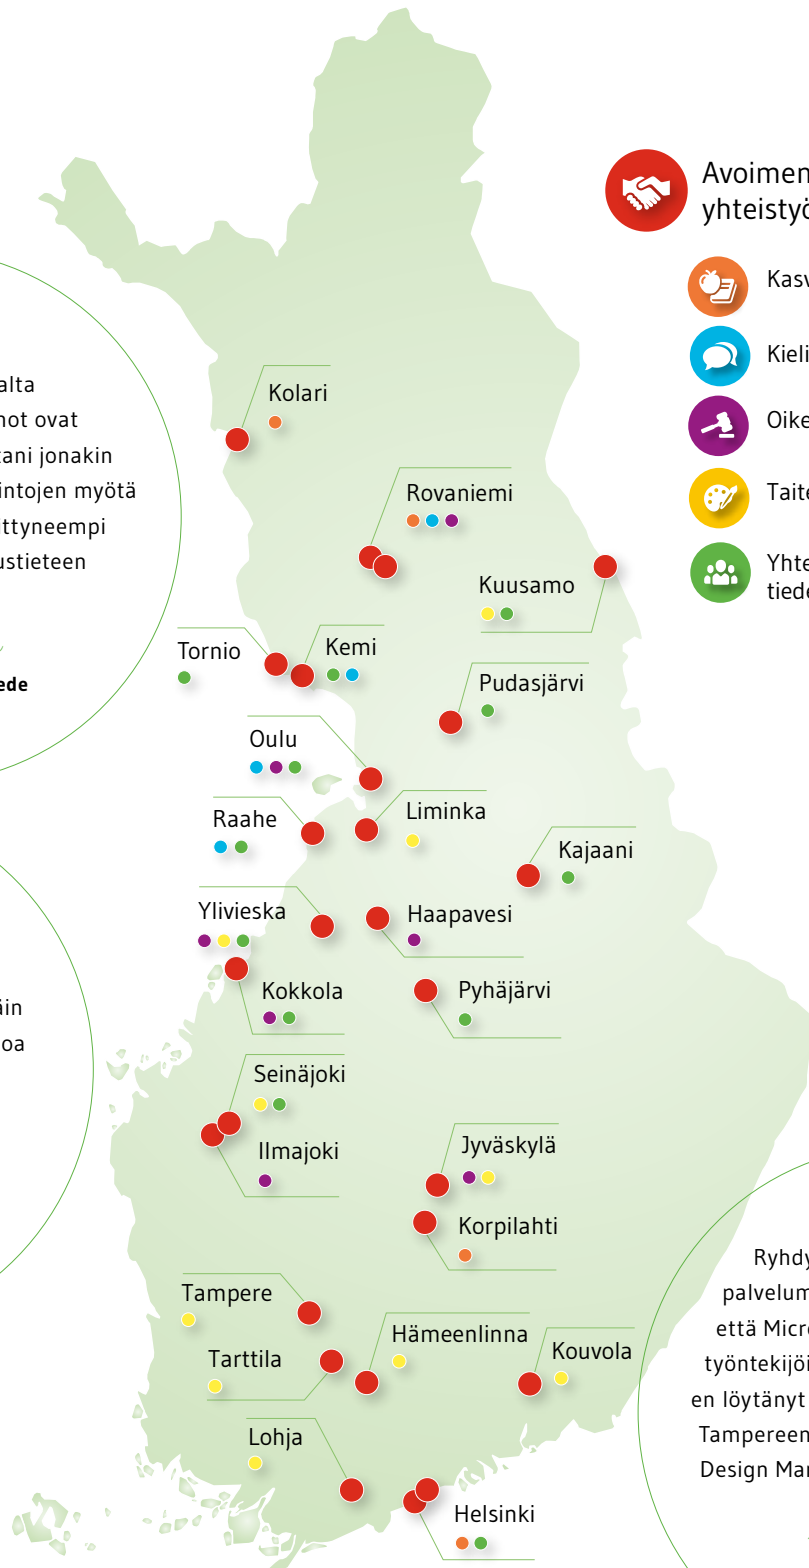 Avoimen
yhteistyö
Kasv
Kieli
Oike
Taite
Yhte
tiede
alta
not ovat
tani jonakin
intojen myötä
ittyneempi
ustieteen
ede
äin
oa
Kolari
Rovaniemi
Kuusamo
Tornio
Kemi
Pudasjärvi
Oulu
Liminka
Raahe
Kajaani
Ylivieska
Haapavesi
Kokkola
Pyhäjärvi
Seinäjoki
Ilmajoki
Jyväskylä
Korpilahti
Tampere
Hämeenlinna
Tarttila
Kouvola
Lohja
Helsinki
Ryhdy
palvelum
että Micro
työntekijöi
en löytänyt
Tampereen
Design Mar